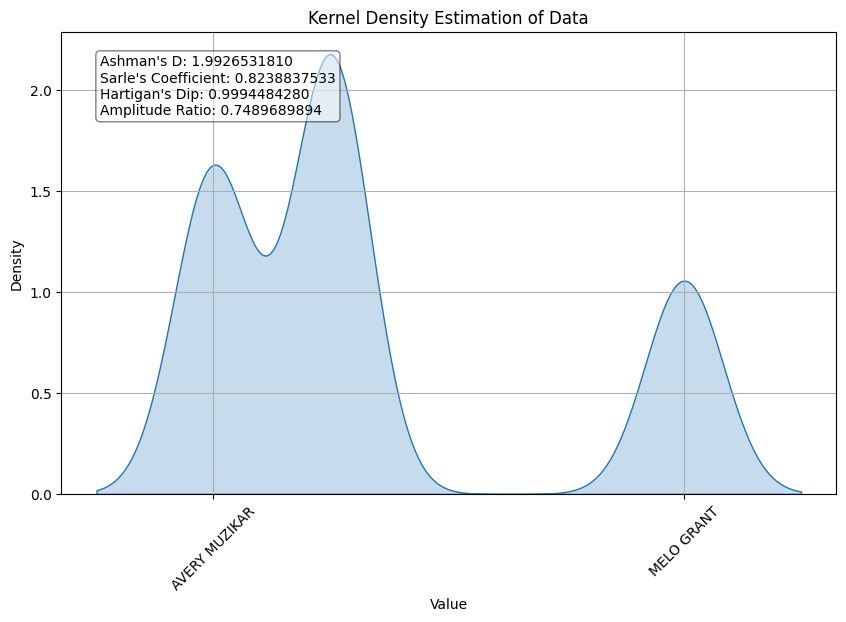 Kernel Density Estimation of Data
Ashman's D: 1.9926531810
Sarle's Coefficient: 0.8238837533
Hartigan's Dip: 0.9994484280
Amplitude Ratio: 0.7489689894
Density
2.0
1.5
1.0
0.5
0.0
AVERY MUZIKAR
MELO GRANT
Value